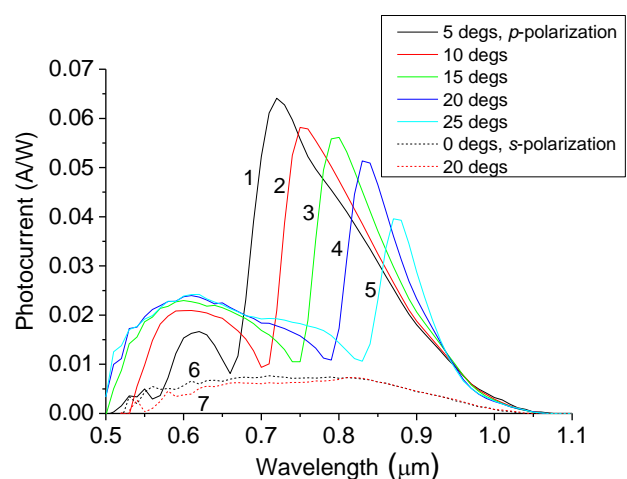 5 degs, p-polarization
10 degs
15 degs
20 degs
25 degs
0 degs, s-polarization
20 degs
0.07
0.06
0.05
0.04
0.03
0.02
0.01
0.00
Photocurrent (A/W)
1
2
3
4
5
6
7
0.5 0.6 0.7 0.8 0.9 1.0 1.1
Wavelength (μm)